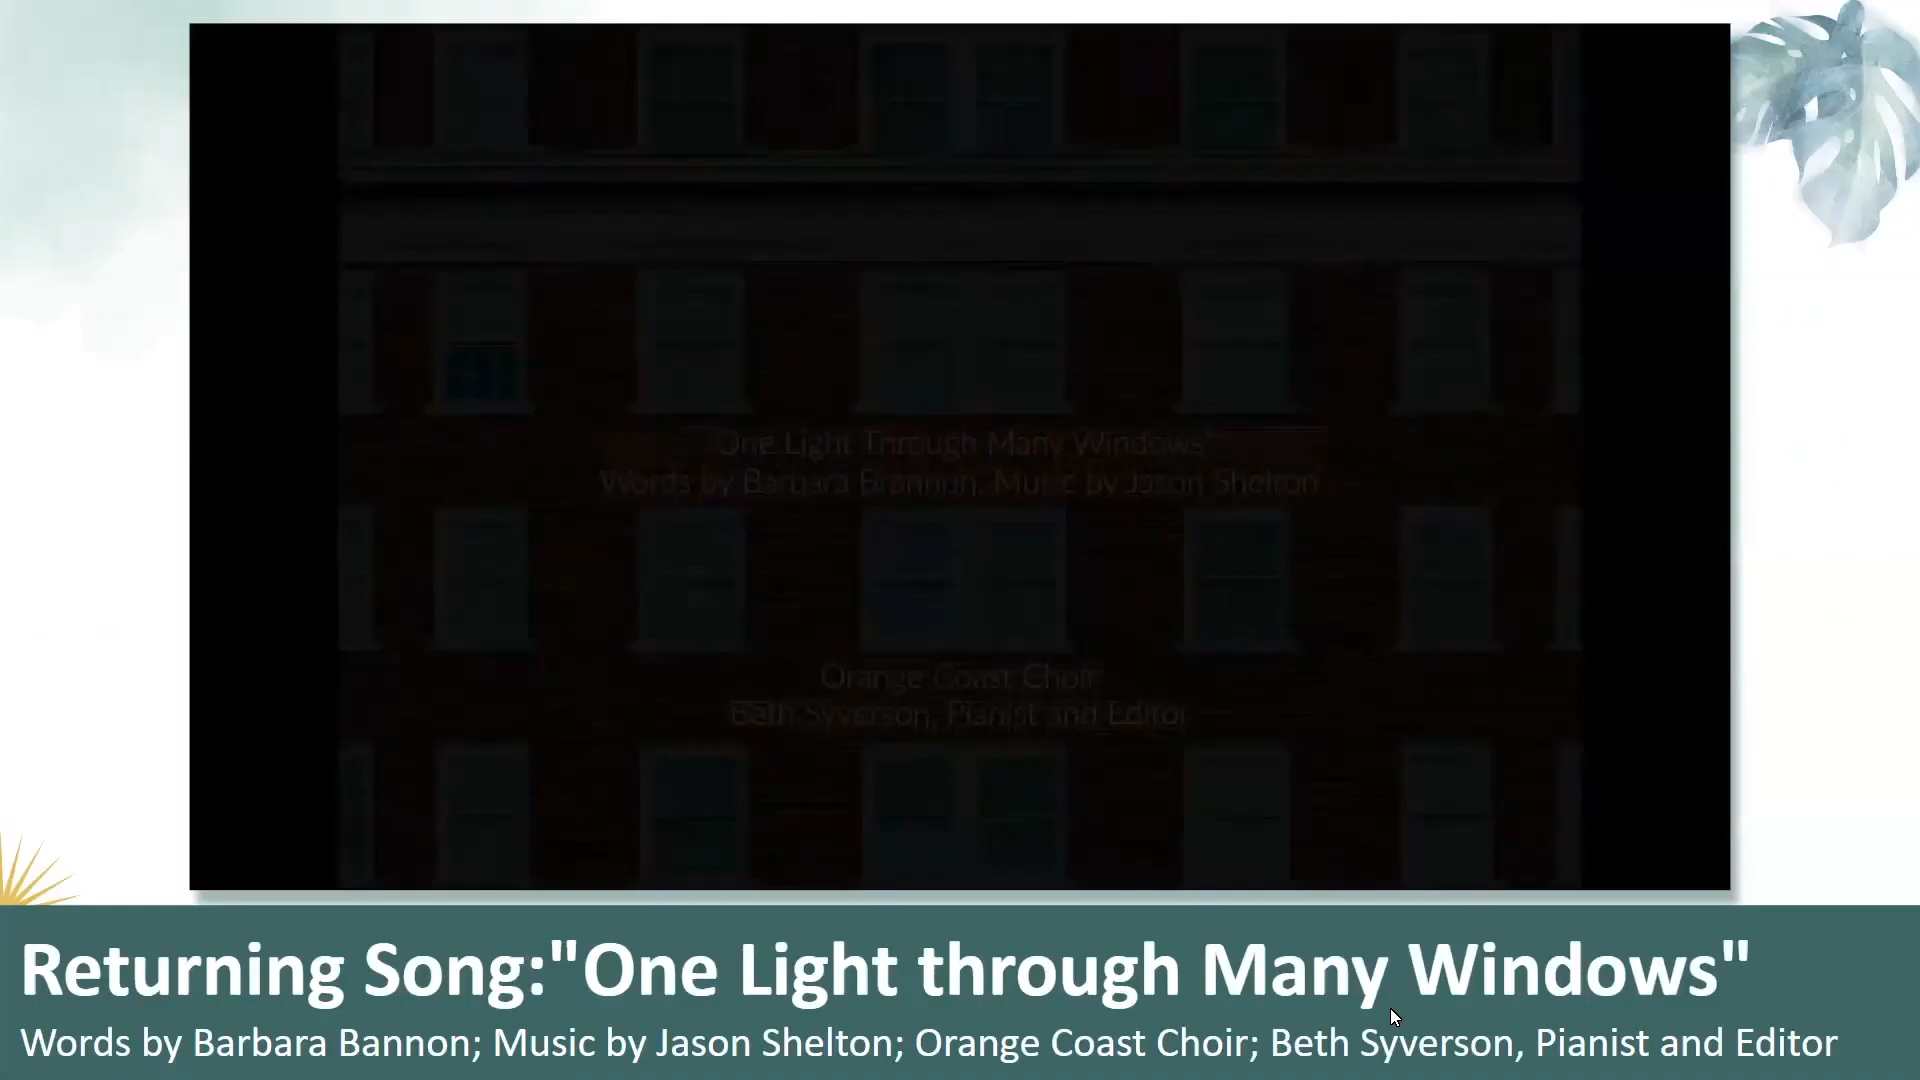 "One Light Through Many Windows"
Words by Barbara Brannon, Music by Jason Shelton
Orange Coast Choir
Beth Syverson, Pianist and Editor
Returning Song:"One Light through Many Windows"
Words by Barbara Bannon; Music by Jason Shelton; Orange Coast Choir; Beth Syverson, Pianist and Editor